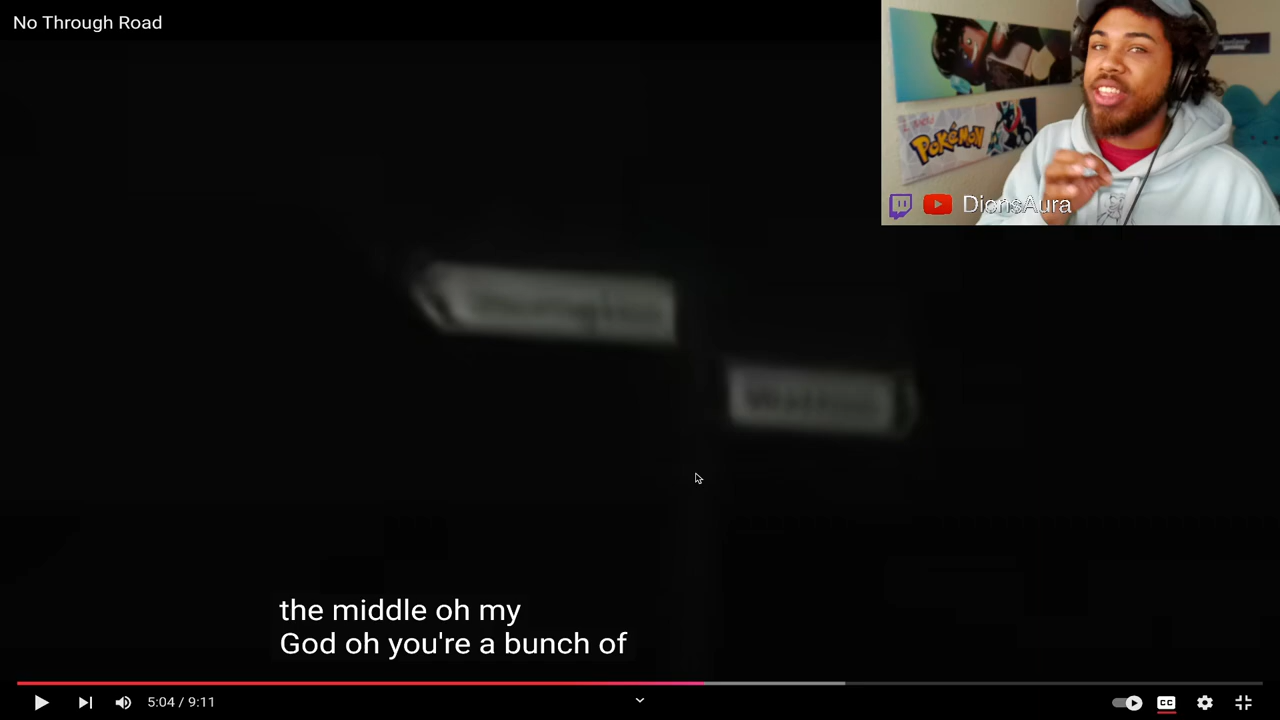 No Through Road
POKéMON
DionsAura
the middle oh my
God oh you're a bunch of
5:04 / 9:11
CC